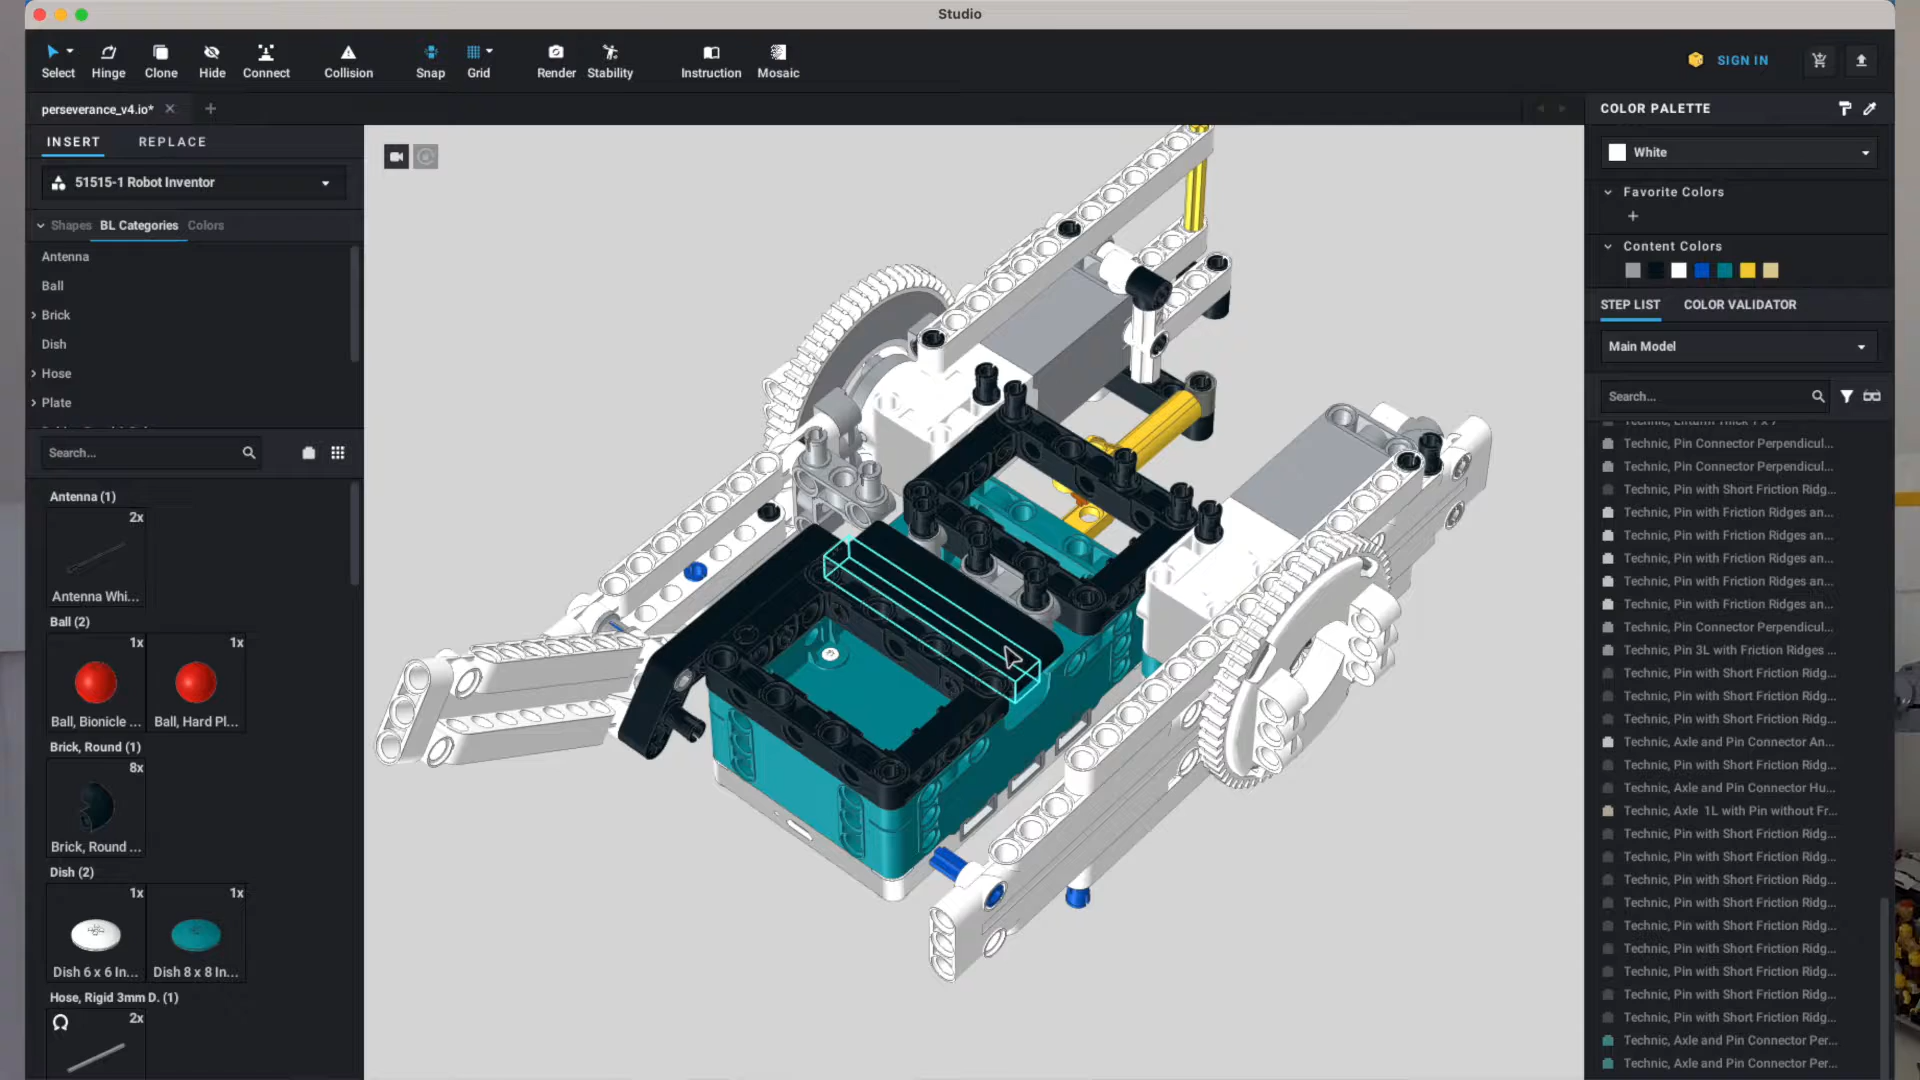 Studio
Select
Hinge
Clone
Hide
Connect
Collision
Snap
Grid
Render
Stability
Instruction
Mosaic
SIGN IN
perseverance_v4.io*
INSERT
REPLACE
51515-1 Robot Inventor
Shapes
BL Categories
Colors
Antenna
Ball
Brick
Dish
Hose
Plate
Search...
Antenna (1)
2x
Antenna Whi...
Ball (2)
1x
1x
Ball, Bionicle ...
Ball, Hard Pl...
Brick, Round (1)
8x
Brick, Round ...
Dish (2)
1x
1x
Dish 6 x 6 In...
Dish 8 x 8 In...
Hose, Rigid 3mm D. (1)
2x
COLOR PALETTE
White
Favorite Colors
Content Colors
STEP LIST
COLOR VALIDATOR
Main Model
Search...
Technic, Pin Connector Perpendicul...
Technic, Pin Connector Perpendicul...
Technic, Pin with Short Friction Ridg...
Technic, Pin with Friction Ridges an...
Technic, Pin with Friction Ridges an...
Technic, Pin with Friction Ridges an...
Technic, Pin with Friction Ridges an...
Technic, Pin with Friction Ridges an...
Technic, Pin Connector Perpendicul...
Technic, Pin 3L with Friction Ridges ...
Technic, Pin with Short Friction Ridg...
Technic, Pin with Short Friction Ridg...
Technic, Pin with Short Friction Ridg...
Technic, Axle and Pin Connector An...
Technic, Pin with Short Friction Ridg...
Technic, Axle and Pin Connector Hu...
Technic, Axle 1L with Pin without Fr...
Technic, Pin with Short Friction Ridg...
Technic, Pin with Short Friction Ridg...
Technic, Pin with Short Friction Ridg...
Technic, Pin with Short Friction Ridg...
Technic, Pin with Short Friction Ridg...
Technic, Pin with Short Friction Ridg...
Technic, Pin with Short Friction Ridg...
Technic, Pin with Short Friction Ridg...
Technic, Pin with Short Friction Ridg...
Technic, Axle and Pin Connector Per...
Technic, Axle and Pin Connector Per...